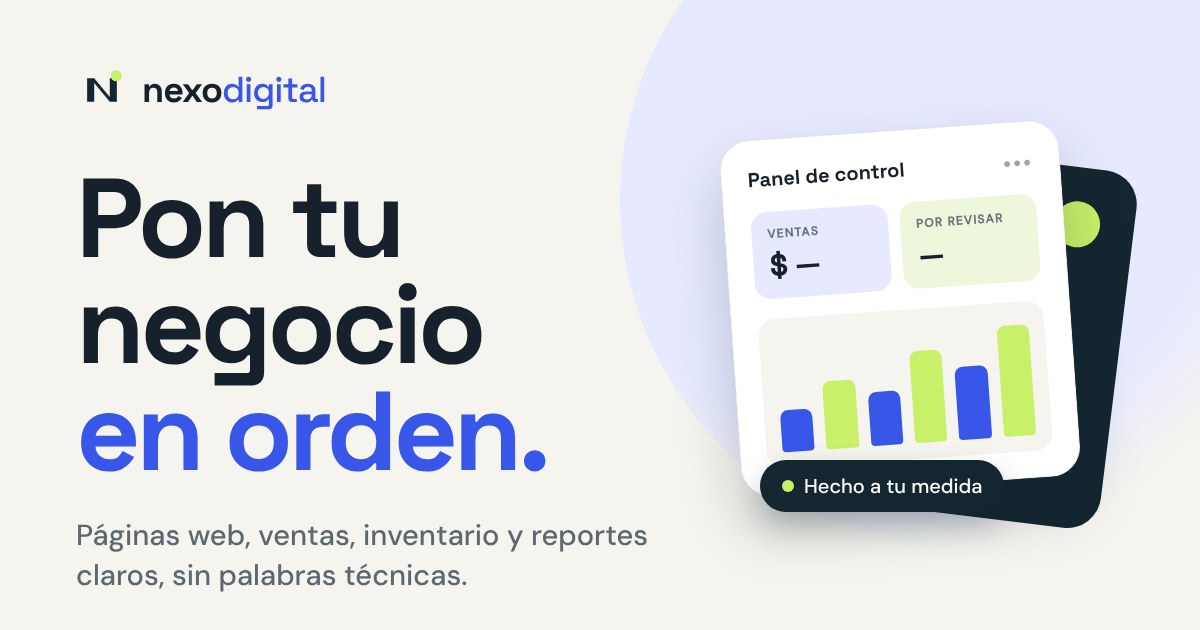 N nexodigital
Pon tu
negocio
en orden.
Páginas web, ventas, inventario y reportes
claros, sin palabras técnicas.
Panel de control
VENTAS
$ —
POR REVISAR
—
Hecho a tu medida